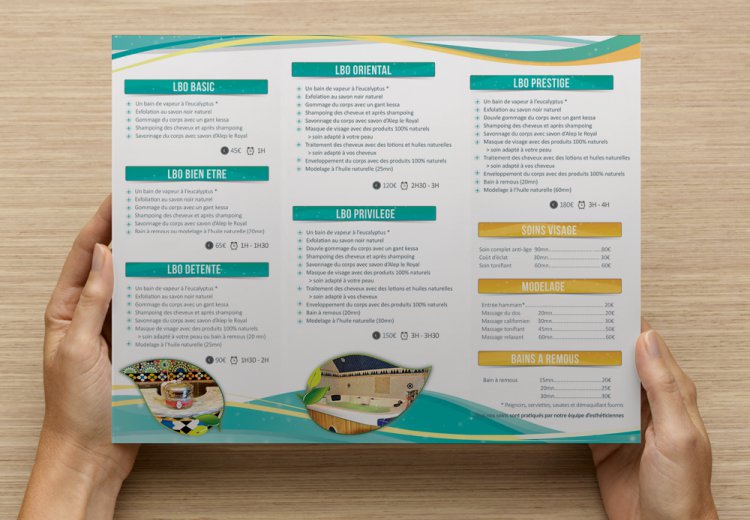 LBO BASIC
Un bain de vapeur à l'eucalyptus *
Exfoliation au savon noir naturel
Gommage du corps avec un gant kessa
Shampoing des cheveux et après shampoing
Savonnage du corps avec savon d'Alep le Royal
45€ 1H
LBO BIEN ETRE
Un bain de vapeur à l'eucalyptus *
Exfoliation au savon noir naturel
Gommage du corps avec un gant kessa
Shampoing des cheveux et après shampoing
Savonnage du corps avec savon d'Alep le Royal
Bain à remous ou modelage à l'huile naturelle (20mn)
65€ 1H - 1H30
LBO DETENTE
Un bain de vapeur à l'eucalyptus *
Exfoliation au savon noir naturel
Gommage du corps avec un gant kessa
Shampoing des cheveux et après shampoing
Savonnage du corps avec savon d'Alep le Royal
Masque de visage avec des produits 100% naturels
> soin adapté à votre peau ou bain à remous (20 mn)
Modelage à l'huile naturelle (25mn)
90€ 1H30 - 2H
LBO ORIENTAL
Un bain de vapeur à l'eucalyptus *
Exfoliation au savon noir naturel
Gommage du corps avec un gant kessa
Shampoing des cheveux et après shampoing
Savonnage du corps avec savon d'Alep le Royal
Masque de visage avec des produits 100% naturels
> soin adapté à votre peau
Traitement des cheveux avec des lotions et huiles naturelles
> soin adapté à vos cheveux
Enveloppement du corps avec des produits 100% naturels
Modelage à l'huile naturelle (25mn)
120€ 2H30 - 3H
LBO PRIVILEGE
Un bain de vapeur à l'eucalyptus *
Exfoliation au savon noir naturel
Douvle gommage du corps avec un gant kessa
Shampoing des cheveux et après shampoing
Savonnage du corps avec savon d'Alep le Royal
Masque de visage avec des produits 100% naturels
> soin adapté à votre peau
Traitement des cheveux avec des lotions et huiles naturelles
> soin adapté à vos cheveux
Enveloppement du corps avec des produits 100% naturels
Bain à remous (20mn)
Modelage à l'huile naturelle (30mn)
150€ 3H - 3H30
LBO PRESTIGE
Un bain de vapeur à l'eucalyptus *
Exfoliation au savon noir naturel
Douvle gommage du corps avec un gant kessa
Shampoing des cheveux et après shampoing
Savonnage du corps avec savon d'Alep le Royal
Masque de visage avec des produits 100% naturels
> soin adapté à votre peau
Traitement des cheveux avec des lotions et huiles naturelles
> soin adapté à vos cheveux
Enveloppement du corps avec des produits 100% naturels
Bain à remous (20mn)
Modelage à l'huile naturelle (60mn)
180€ 3H - 4H
SOINS VISAGE
Soin complet anti-âge 90mn 80€
Coût d'éclat 30mn 30€
Soin tonifiant 60mn 60€
MODELAGE
Entrée hammam* 20€
Massage du dos 20mn 20€
Massage californien 30mn 30€
Massage tonifiant 45mn 50€
Massage relaxant 60mn 60€
BAINS A REMOUS
Bain à remous 15mn 20€
20mn 25€
30mn 30€
* Peignoirs, serviettes, savates et démaquillant fournis
nos soins sont pratiqués par notre équipe d'esthéticiennes